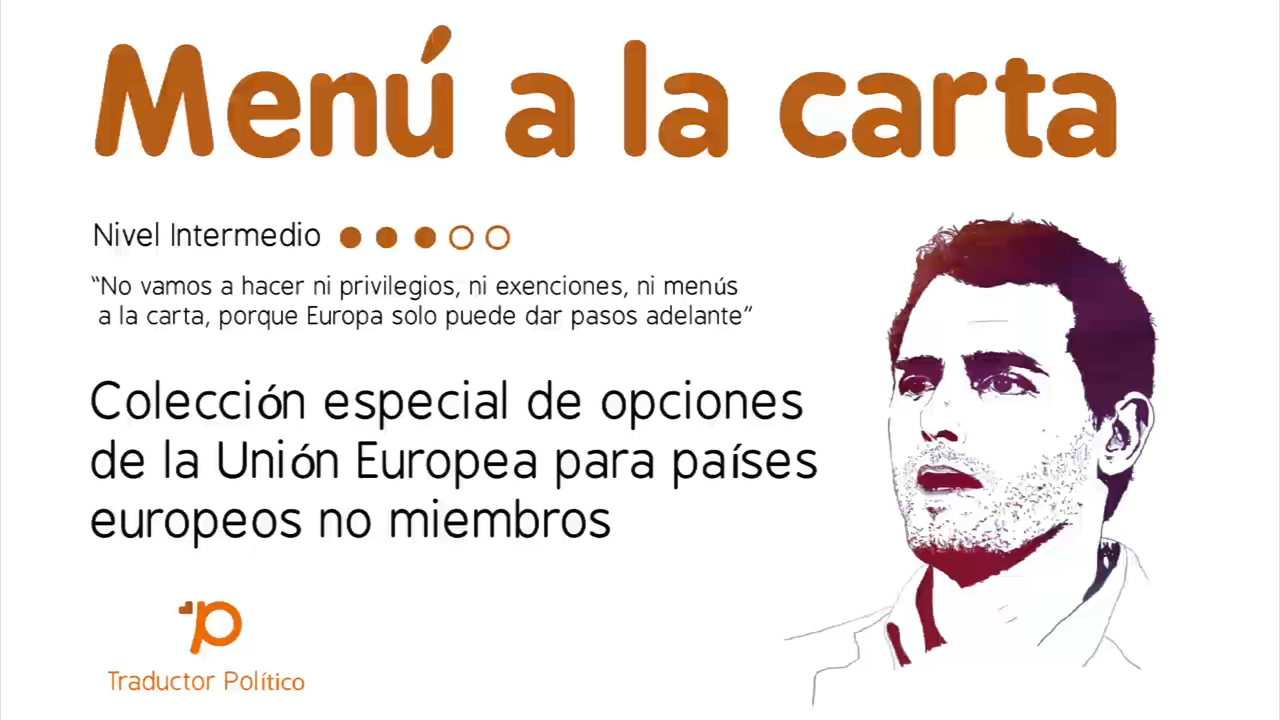 Menú a la carta
Nivel Intermedio
“No vamos a hacer ni privilegios, ni exenciones, ni menús
a la carta, porque Europa solo puede dar pasos adelante”
Colección especial de opciones
de la Unión Europea para países
europeos no miembros
Traductor Político